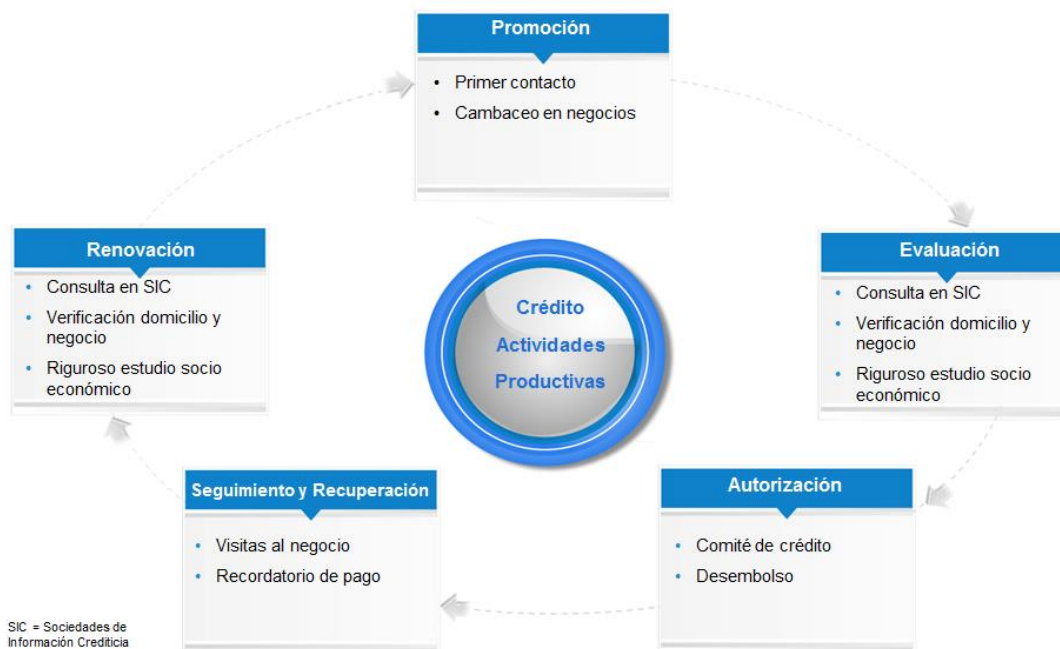 Promoción
• Primer contacto
• Cambaceo en negocios
Renovación
• Consulta en SIC
• Verificación domicilio y
negocio
• Riguroso estudio socio
económico
Crédito
Actividades
Productivas
Evaluación
• Consulta en SIC
• Verificación domicilio y
negocio
• Riguroso estudio socio
económico
Seguimiento y Recuperación
• Visitas al negocio
• Recordatorio de pago
Autorización
• Comité de crédito
• Desembolso
SIC = Sociedades de
Información Crediticia